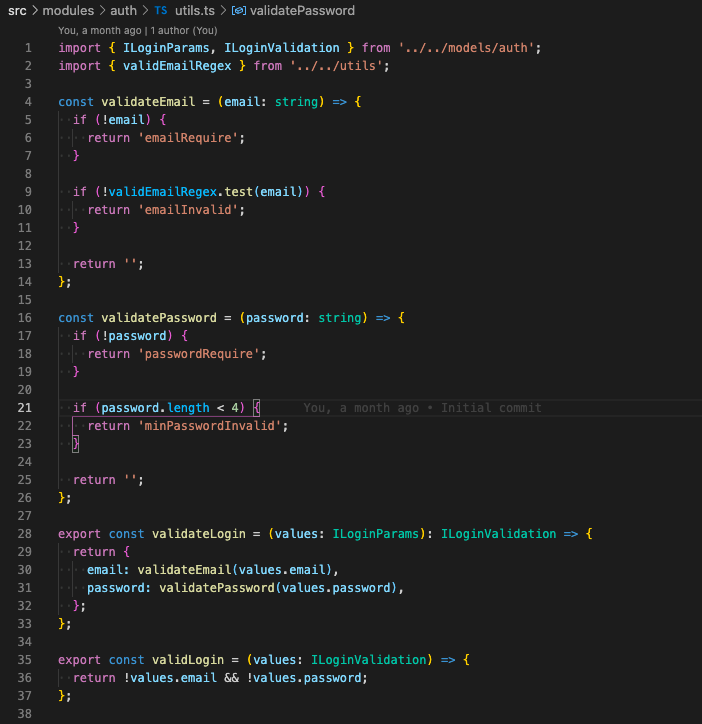 src > modules > auth > TS utils.ts > validatePassword
You, a month ago | 1 author (You)
1 import { ILoginParams, ILoginValidation } from '../../models/auth';
2 import { validEmailRegex } from '../../utils';
3
4 const validateEmail = (email: string) => {
5   if (!email) {
6     return 'emailRequire';
7   }
8
9   if (!validEmailRegex.test(email)) {
10     return 'emailInvalid';
11   }
12
13   return '';
14 };
15
16 const validatePassword = (password: string) => {
17   if (!password) {
18     return 'passwordRequire';
19   }
20
21   if (password.length < 4) { You, a month ago • Initial commit
22     return 'minPasswordInvalid';
23   }
24
25   return '';
26 };
27
28 export const validateLogin = (values: ILoginParams): ILoginValidation => {
29   return {
30     email: validateEmail(values.email),
31     password: validatePassword(values.password),
32   };
33 };
34
35 export const validLogin = (values: ILoginValidation) => {
36   return !values.email && !values.password;
37 };
38